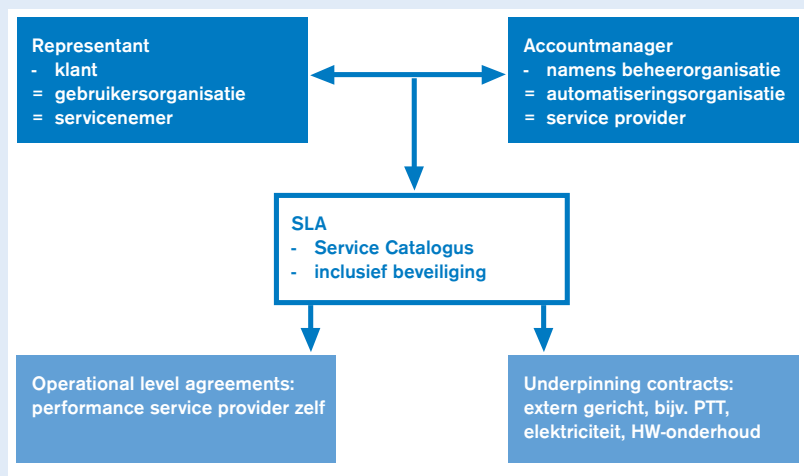 Representant
- klant
= gebruikersorganisatie
= servicenemer
Accountmanager
- namens beheerorganisatie
= automatiseringsorganisatie
= service provider
SLA
- Service Catalogus
- inclusief beveiliging
Operational level agreements:
performance service provider zelf
Underpinning contracts:
extern gericht, bijv. PTT,
elektriciteit, HW-onderhoud